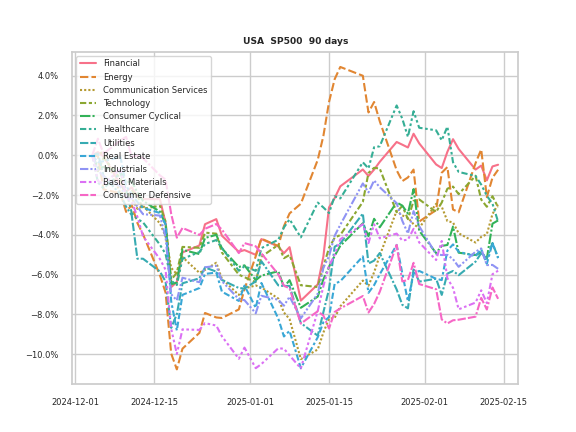 USA  SP500  90 days
4.0%
2.0%
0.0%
−2.0%
−4.0%
−6.0%
−8.0%
−10.0%
Financial
Energy
Communication Services
Technology
Consumer Cyclical
Healthcare
Utilities
Real Estate
Industrials
Basic Materials
Consumer Defensive
2024-12-01 2024-12-15 2025-01-01 2025-01-15 2025-02-01 2025-02-15